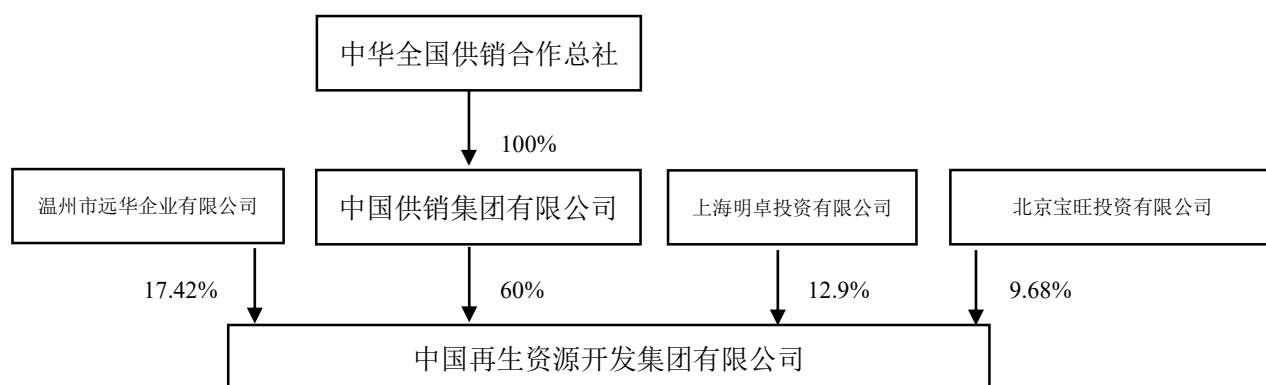 中华全国供销合作总社
100%
温州市远华企业有限公司
中国供销集团有限公司
上海明卓投资有限公司
北京宝旺投资有限公司
17.42%
60%
12.9%
9.68%
中国再生资源开发集团有限公司